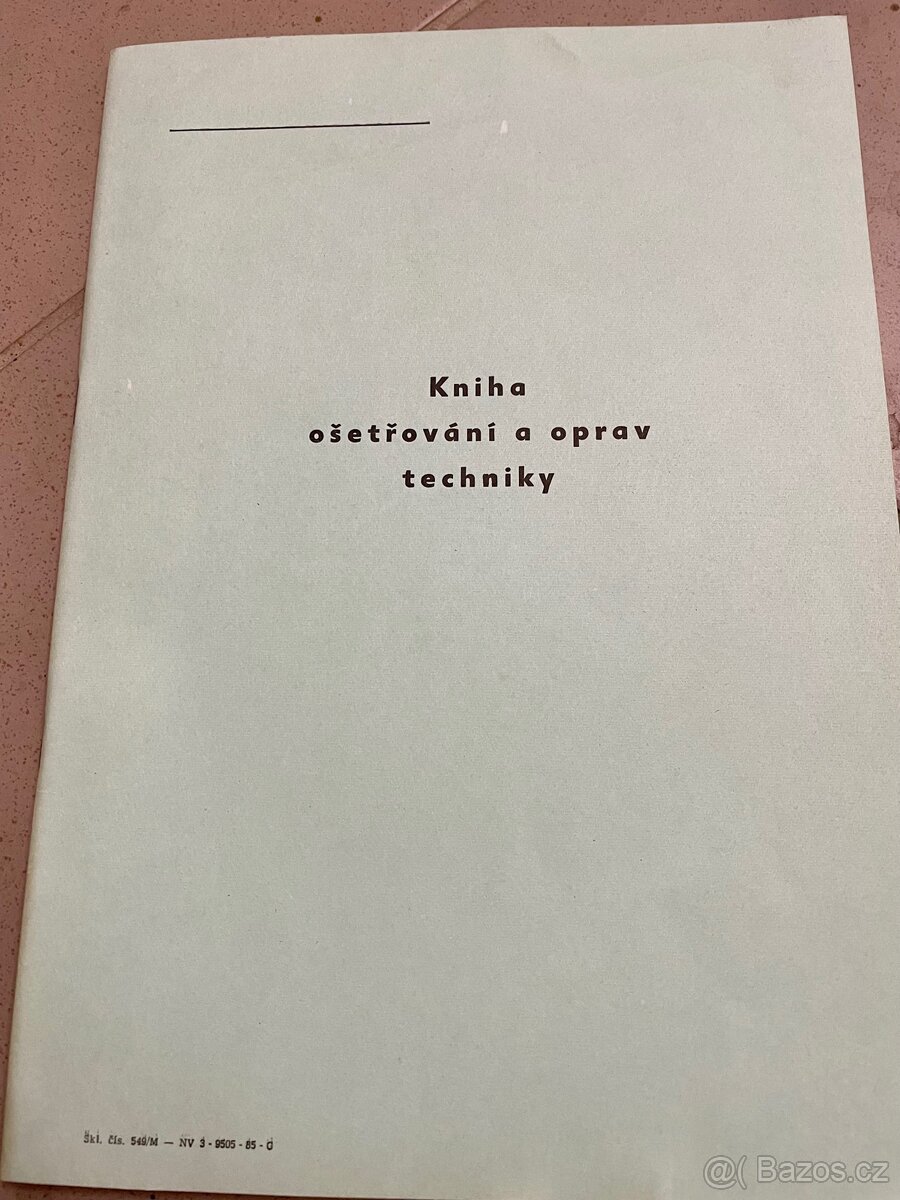 Kniha
ošetřování a oprav
techniky
Škl. čís. 549/M — NV 3 - 9505 - 85 - O
@( Bazos.cz